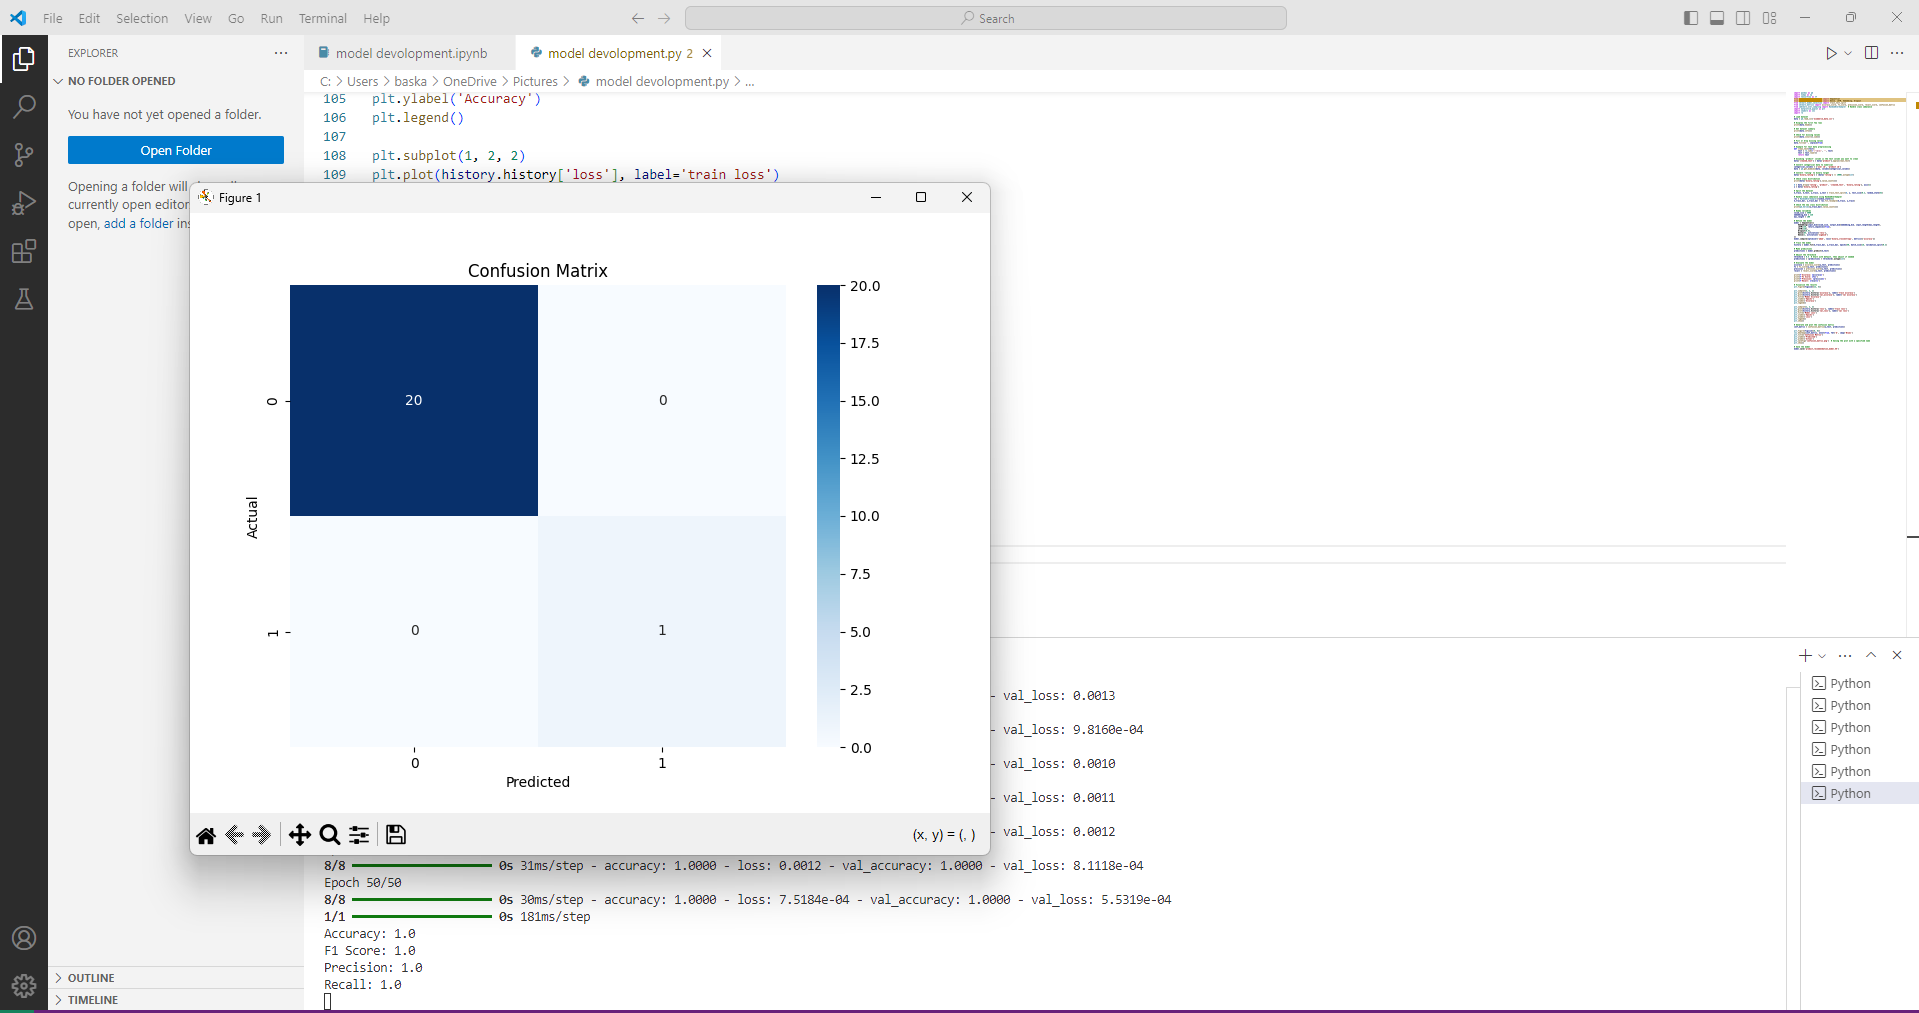 File Edit Selection View Go Run Terminal Help
Search
EXPLORER
NO FOLDER OPENED
You have not yet opened a folder.
Open Folder
Opening a folder will
currently open editor
open, add a folder ins
OUTLINE
TIMELINE
model devolopment.ipynb
model devolopment.py 2
C: > Users > baska > OneDrive > Pictures > model devolopment.py > ...
105 plt.ylabel('Accuracy')
106 plt.legend()
107
108 plt.subplot(1, 2, 2)
109 plt.plot(history.history['loss'], label='train loss')
Figure 1
Confusion Matrix
20 0
0 1
0
1
Actual
0 1
Predicted
20.0
17.5
15.0
12.5
10.0
7.5
5.0
2.5
0.0
(x, y) = (, )
- val_loss: 0.0013
- val_loss: 9.8160e-04
- val_loss: 0.0010
- val_loss: 0.0011
- val_loss: 0.0012
8/8 0s 31ms/step - accuracy: 1.0000 - loss: 0.0012 - val_accuracy: 1.0000 - val_loss: 8.1118e-04
Epoch 50/50
8/8 0s 30ms/step - accuracy: 1.0000 - loss: 7.5184e-04 - val_accuracy: 1.0000 - val_loss: 5.5319e-04
1/1 0s 181ms/step
Accuracy: 1.0
F1 Score: 1.0
Precision: 1.0
Recall: 1.0
Python
Python
Python
Python
Python
Python